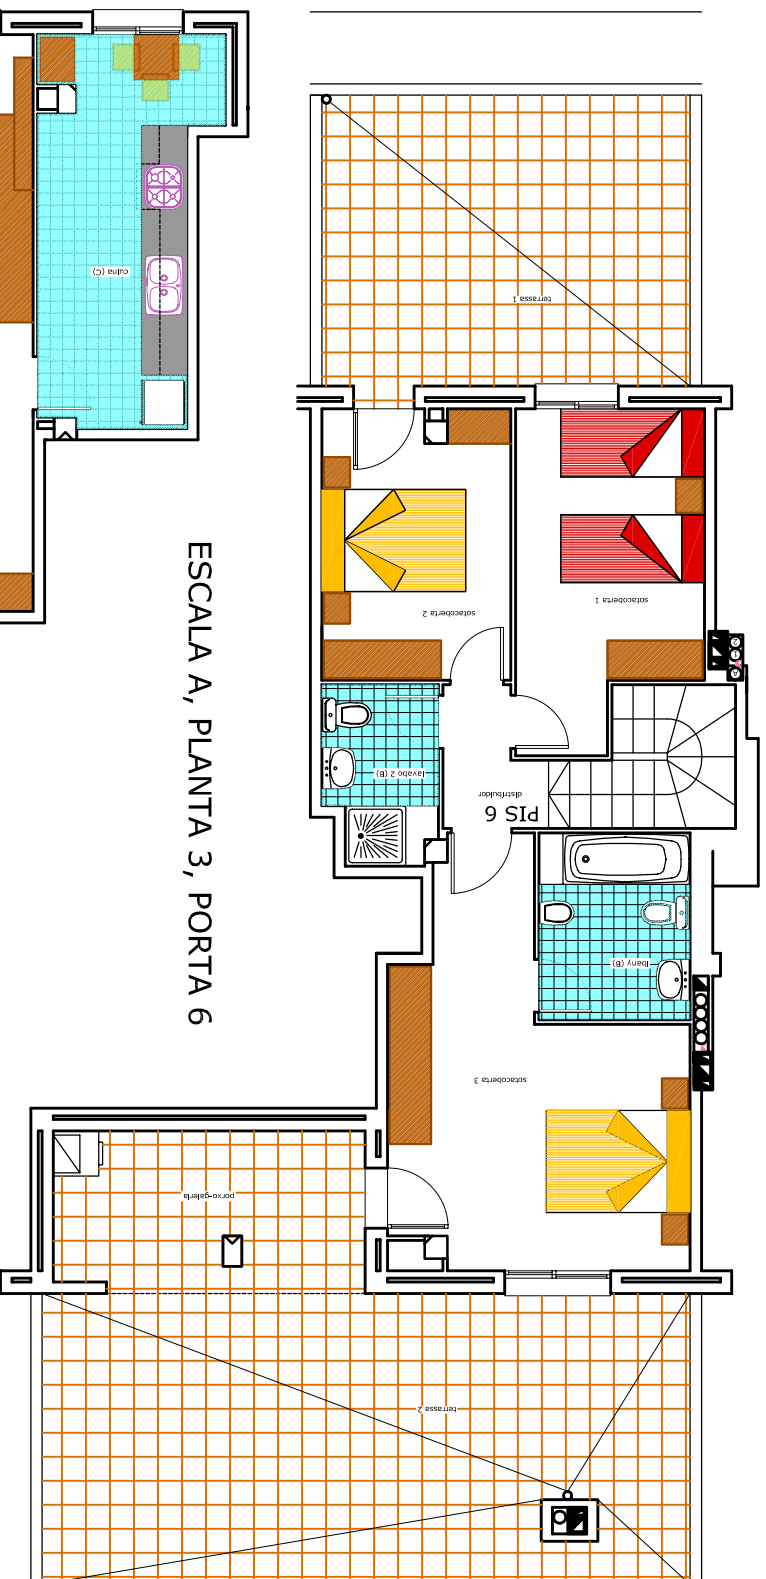 cuina (C)
terrassa 1
ESCALA A, PLANTA 3, PORTA 6
sotacoberta 1
sotacoberta 2
lavabo 2 (B)
distribuidor
PIS 6
lbany (B)
sotacoberta 3
porxo-galeria
terrassa 2